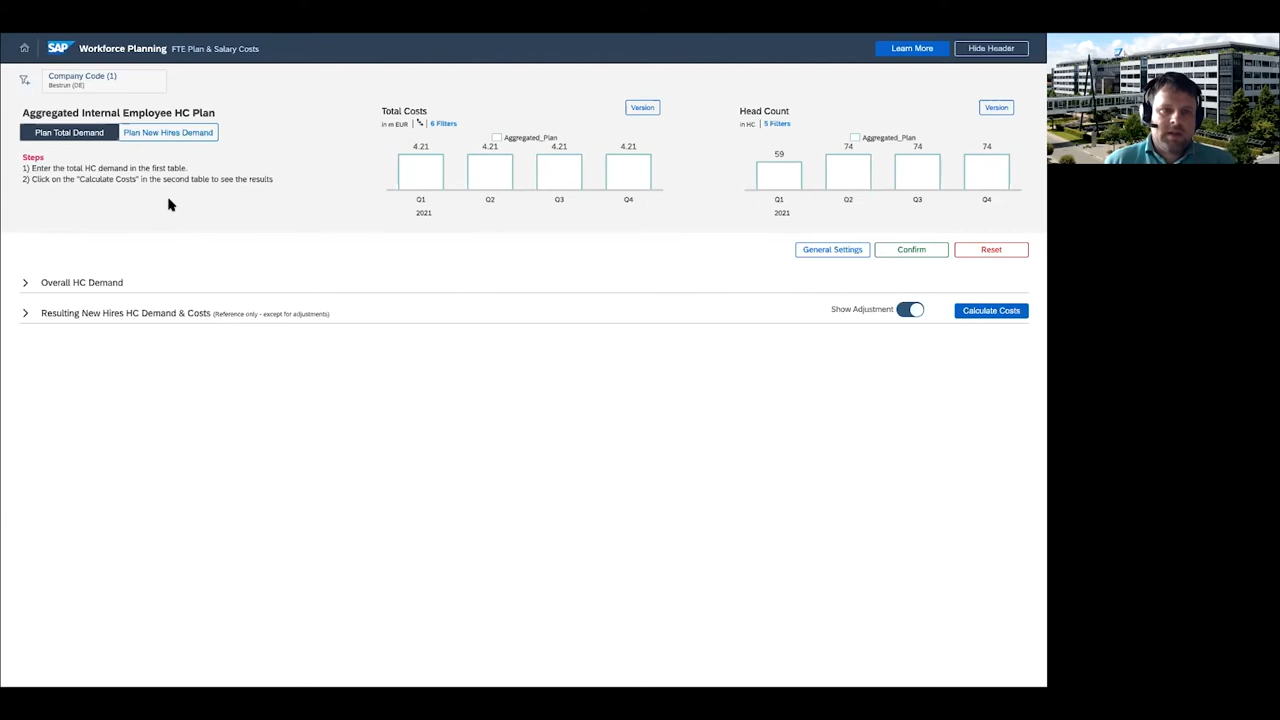 SAP Workforce Planning FTE Plan & Salary Costs
Learn More
Hide Header
Company Code (1)
Bestrun (DE)
Aggregated Internal Employee HC Plan
Plan Total Demand
Plan New Hires Demand
Steps
1) Enter the total HC demand in the first table.
2) Click on the "Calculate Costs" in the second table to see the results
Total Costs
in m EUR
6 Filters
Version
Aggregated_Plan
4.21 4.21 4.21 4.21
Q1 Q2 Q3 Q4
2021
Head Count
in HC
5 Filters
Version
Aggregated_Plan
59 74 74 74
Q1 Q2 Q3 Q4
2021
General Settings
Confirm
Reset
Overall HC Demand
Resulting New Hires HC Demand & Costs (Reference only - except for adjustments)
Show Adjustment
Calculate Costs